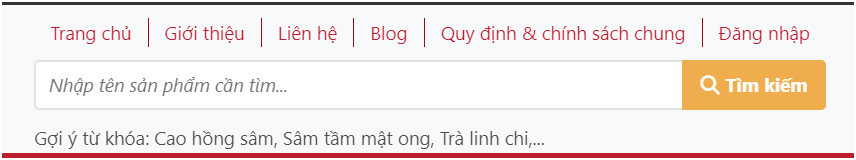 Trang chủ Giới thiệu Liên hệ Blog Quy định & chính sách chung Đăng nhập
Nhập tên sản phẩm cần tìm... Tìm kiếm
Gợi ý từ khóa: Cao hồng sâm, Sâm tầm mật ong, Trà linh chi,...